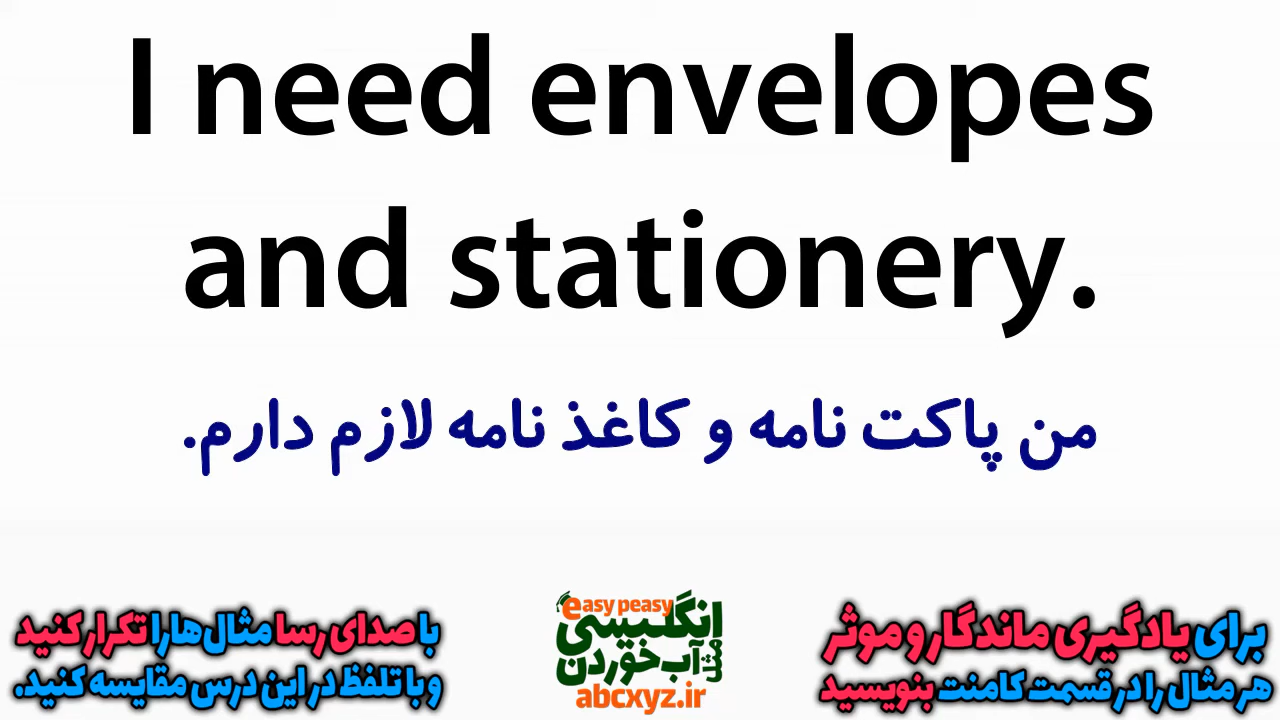 I need envelopes
and stationery.
من پاکت نامه و کاغذ نامه لازم دارم.
برای یادگیری ماندگار و موثر
هر مثال را در قسمت کامنت بنویسید
easy peasy
انگلیسی
مثل آب خوردن
abcxyz.ir
با صدای رسا مثال‌ها را تکرار کنید
و با تلفظ در این درس مقایسه کنید.